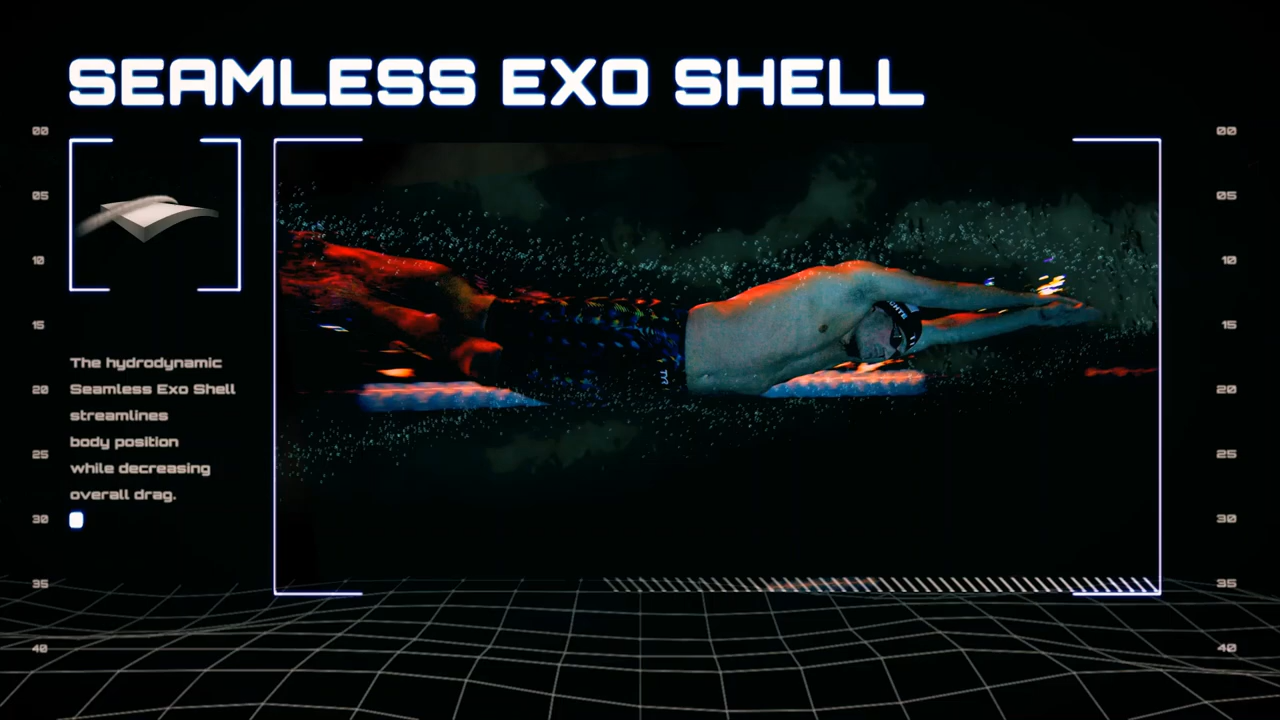 SEAMLESS EXO SHELL
00
05
10
15
20
25
30
35
40
The hydrodynamic
Seamless Exo Shell
streamlines
body position
while decreasing
overall drag.
TYR
00
05
10
15
20
25
30
35
40